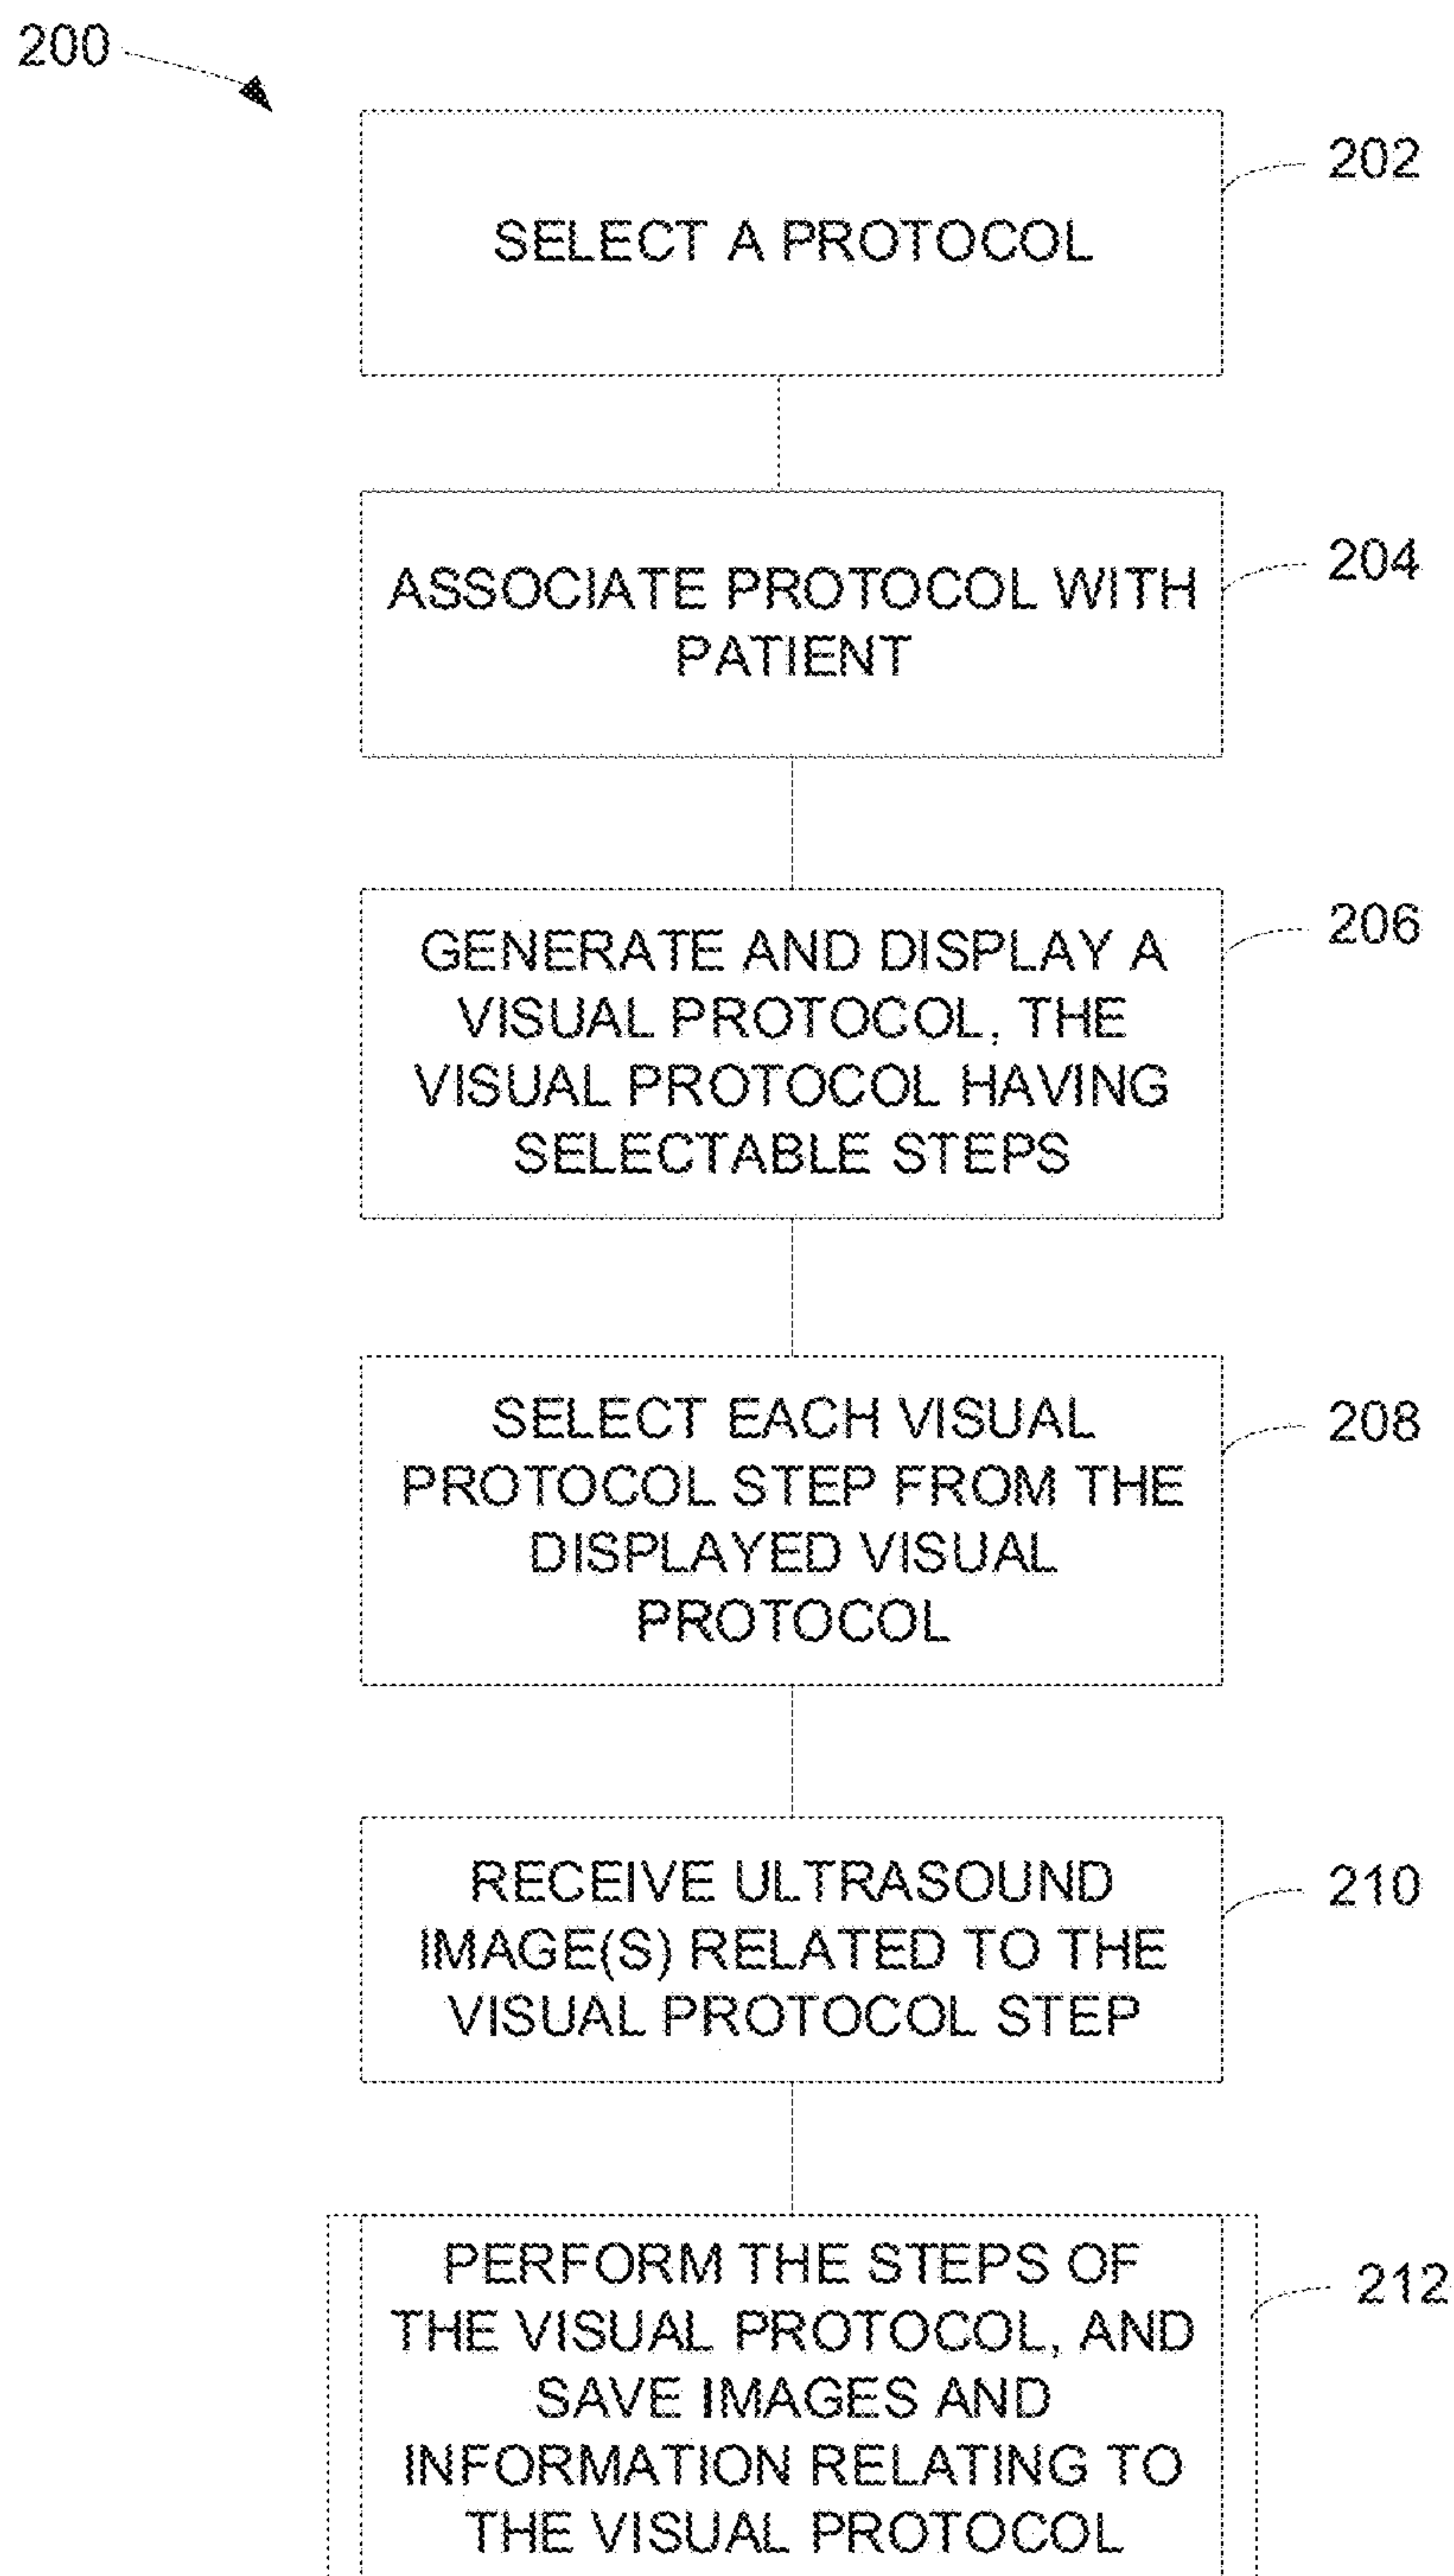 200
202
SELECT A PROTOCOL
204
ASSOCIATE PROTOCOL WITH
PATIENT
206
GENERATE AND DISPLAY A
VISUAL PROTOCOL, THE
VISUAL PROTOCOL HAVING
SELECTABLE STEPS
208
SELECT EACH VISUAL
PROTOCOL STEP FROM THE
DISPLAYED VISUAL
PROTOCOL
210
RECEIVE ULTRASOUND
IMAGE(S) RELATED TO THE
VISUAL PROTOCOL STEP
212
PERFORM THE STEPS OF
THE VISUAL PROTOCOL, AND
SAVE IMAGES AND
INFORMATION RELATING TO
THE VISUAL PROTOCOL